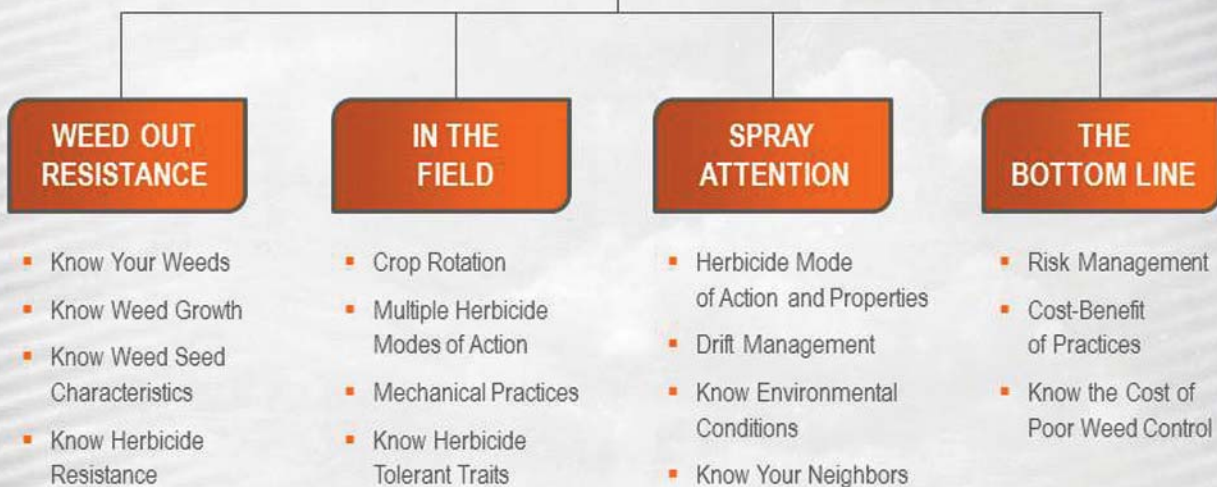 WEED OUT
RESISTANCE
▪ Know Your Weeds
▪ Know Weed Growth
▪ Know Weed Seed
Characteristics
▪ Know Herbicide
Resistance
IN THE
FIELD
▪ Crop Rotation
▪ Multiple Herbicide
Modes of Action
▪ Mechanical Practices
▪ Know Herbicide
Tolerant Traits
SPRAY
ATTENTION
▪ Herbicide Mode
of Action and Properties
▪ Drift Management
▪ Know Environmental
Conditions
▪ Know Your Neighbors
THE
BOTTOM LINE
▪ Risk Management
▪ Cost-Benefit
of Practices
▪ Know the Cost of
Poor Weed Control